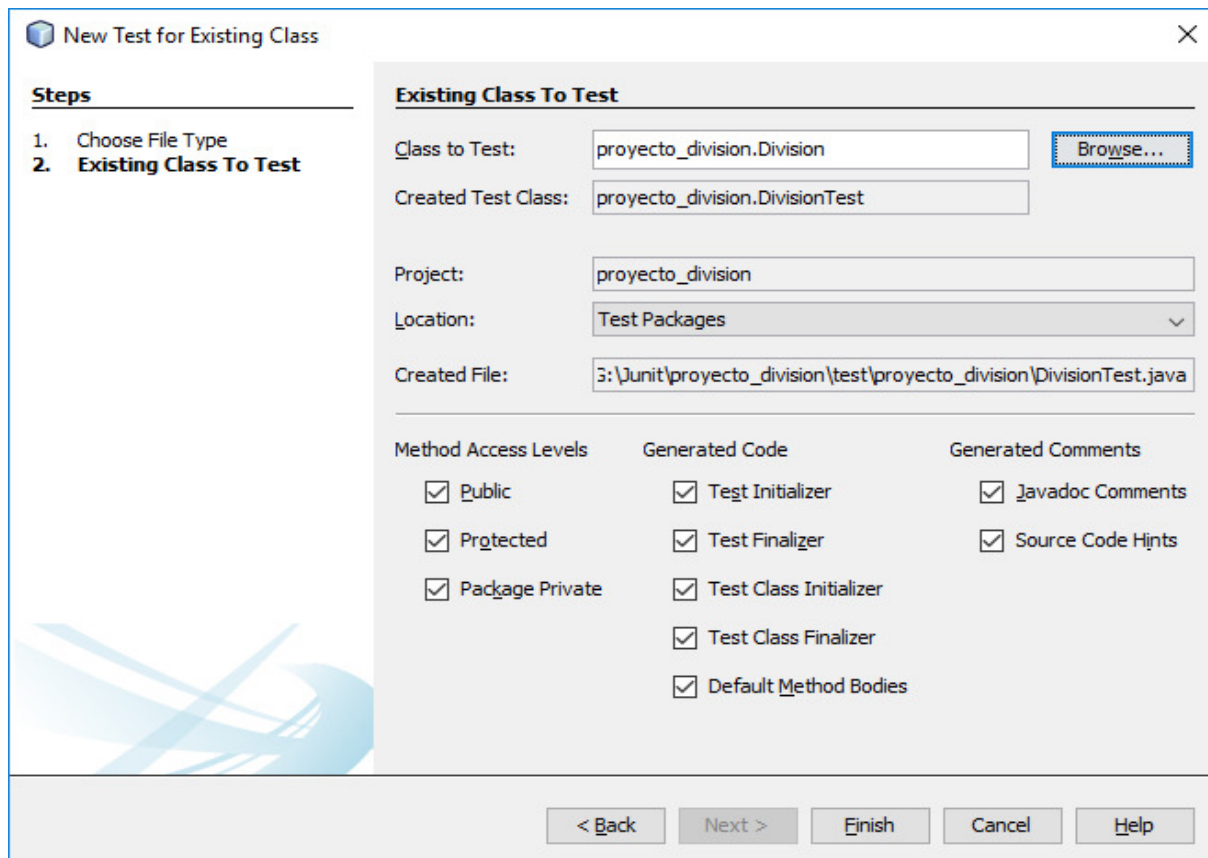 New Test for Existing Class
Steps
1. Choose File Type
2. Existing Class To Test
Existing Class To Test
Class to Test: proyecto_division.Division Browse...
Created Test Class: proyecto_division.DivisionTest
Project: proyecto_division
Location: Test Packages
Created File: G:\Junit\proyecto_division\test\proyecto_division\DivisionTest.java
Method Access Levels Generated Code Generated Comments
Public Test Initializer Javadoc Comments
Protected Test Finalizer Source Code Hints
Package Private Test Class Initializer
Test Class Finalizer
Default Method Bodies
< Back Next > Finish Cancel Help